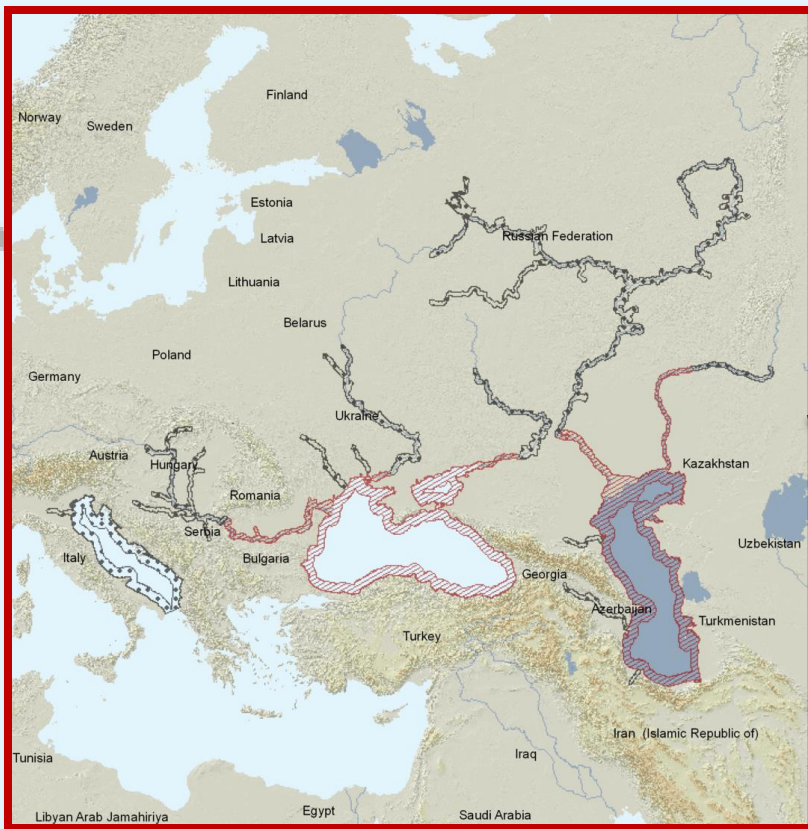 Finland
Norway
Sweden
Estonia
Russian Federation
Latvia
Lithuania
Belarus
Poland
Germany
Ukraine
Austria
Hungary
Kazakhstan
Romania
Serbia
Uzbekistan
Italy
Bulgaria
Georgia
Azerbaijan
Turkmenistan
Turkey
Iran (Islamic Republic of)
Tunisia
Iraq
Egypt
Saudi Arabia
Libyan Arab Jamahiriya